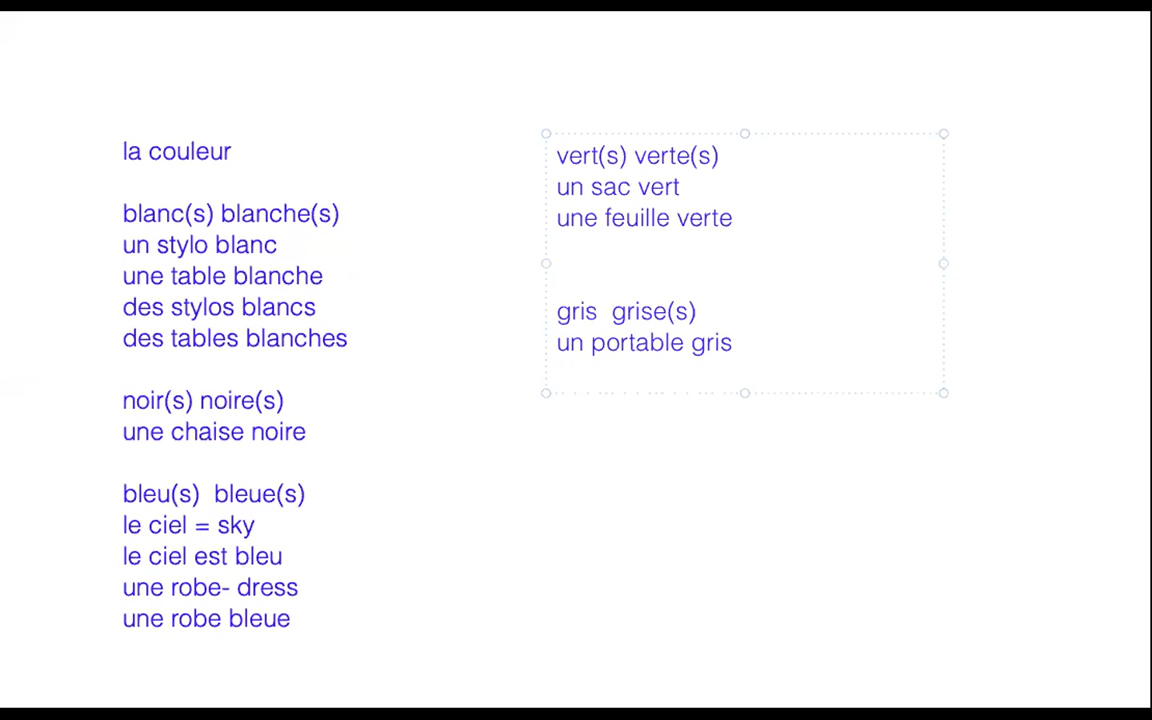 la couleur
blanc(s) blanche(s)
un stylo blanc
une table blanche
des stylos blancs
des tables blanches
noir(s) noire(s)
une chaise noire
bleu(s)  bleue(s)
le ciel = sky
le ciel est bleu
une robe- dress
une robe bleue
vert(s) verte(s)
un sac vert
une feuille verte
gris  grise(s)
un portable gris